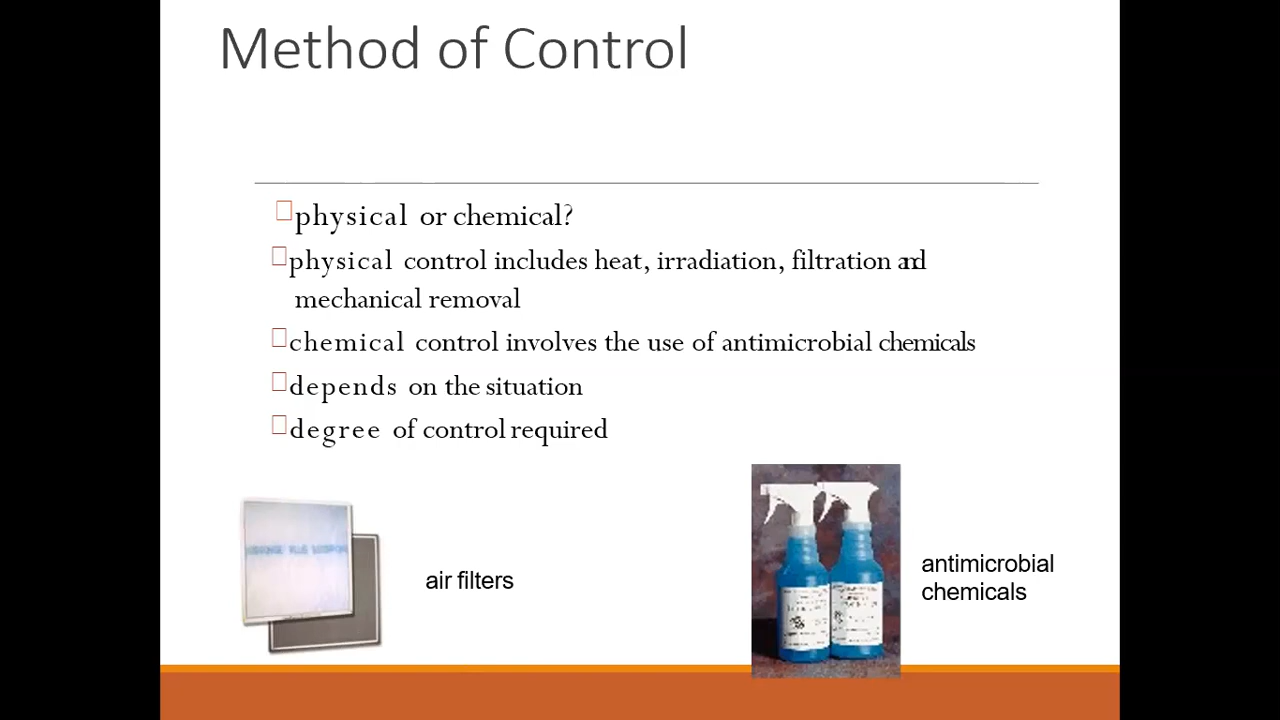 Method of Control
physical or chemical?
physical control includes heat, irradiation, filtration and
mechanical removal
chemical control involves the use of antimicrobial chemicals
depends on the situation
degree of control required
air filters
antimicrobial
chemicals